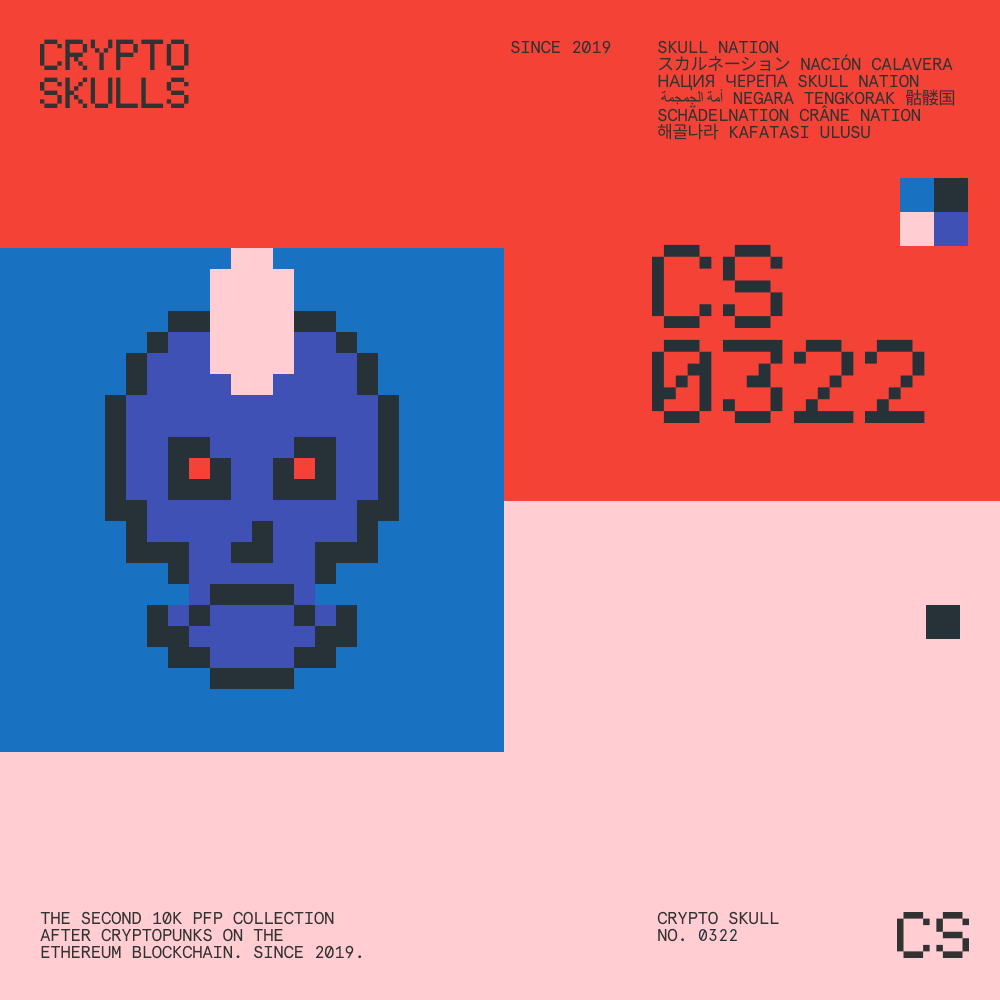 CRYPTO
SKULLS
SINCE 2019
SKULL NATION
スカルネーション NACIÓN CALAVERA
НАЦИЯ ЧЕРЕПА SKULL NATION
أمة الجمجمة NEGARA TENGKORAK 骷髅国
SCHÄDELNATION CRÂNE NATION
해골나라 KAFATASI ULUSU
CS
0322
THE SECOND 10K PFP COLLECTION
AFTER CRYPTOPUNKS ON THE
ETHEREUM BLOCKCHAIN. SINCE 2019.
CRYPTO SKULL
NO. 0322
CS